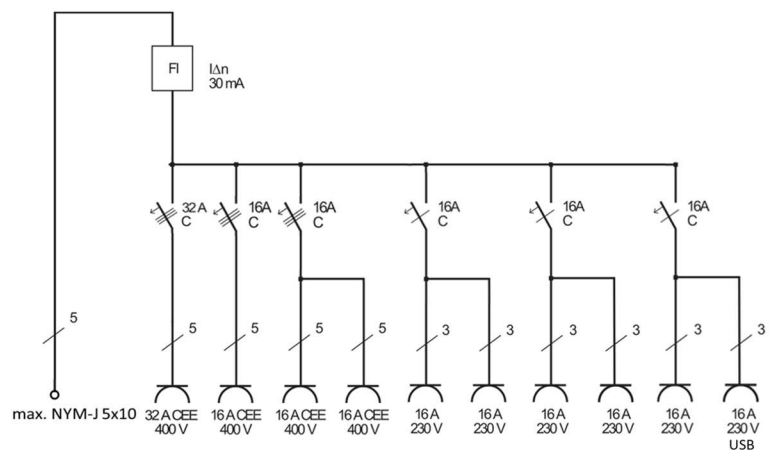 FI
IΔn
30 mA
32A
C
16A
C
16A
C
16A
C
16A
C
16A
C
5
5
5
5
5
3
3
3
3
3
3
max. NYM-J 5x10
32 A CEE
400 V
16 A CEE
400 V
16 A CEE
400 V
16 A CEE
400 V
16 A
230 V
16 A
230 V
16 A
230 V
16 A
230 V
16 A
230 V
16 A
230 V
USB